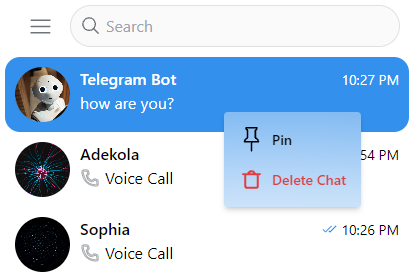 Search
Telegram Bot 10:27 PM
how are you?
Pin
Adekola 54 PM
Delete Chat
Voice Call
Sophia 10:26 PM
Voice Call